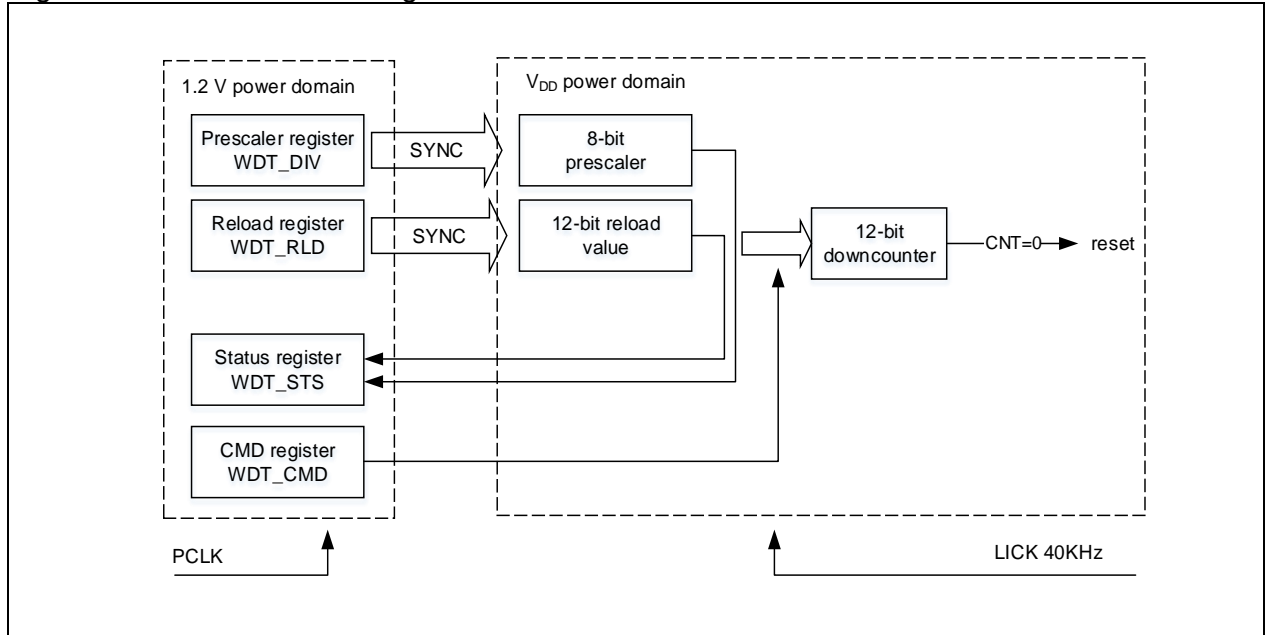 1.2 V power domain
Prescaler register
WDT_DIV
SYNC
Reload register
WDT_RLD
SYNC
Status register
WDT_STS
CMD register
WDT_CMD
VDD power domain
8-bit
prescaler
12-bit reload
value
12-bit
downcounter
CNT=0
reset
PCLK
LICK 40KHz